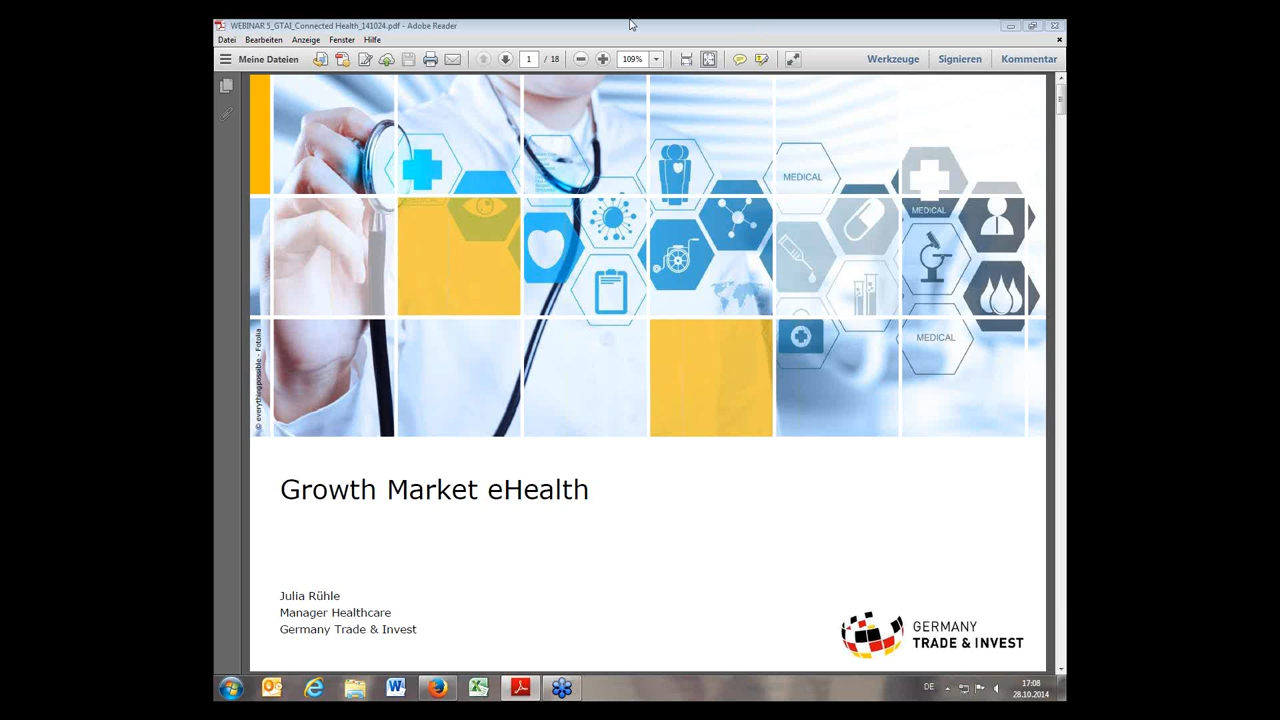 WEBINAR 5_GTAI_Connected Health_141024.pdf - Adobe Reader
Datei Bearbeiten Anzeige Fenster Hilfe
Meine Dateien 1 / 18 109% Werkzeuge Signieren Kommentar
MEDICAL
MEDICAL
MEDICAL
© everythingpossible - Fotolia
Growth Market eHealth
Julia Rühle
Manager Healthcare
Germany Trade & Invest
GERMANY
TRADE & INVEST
DE
17:08
28.10.2014